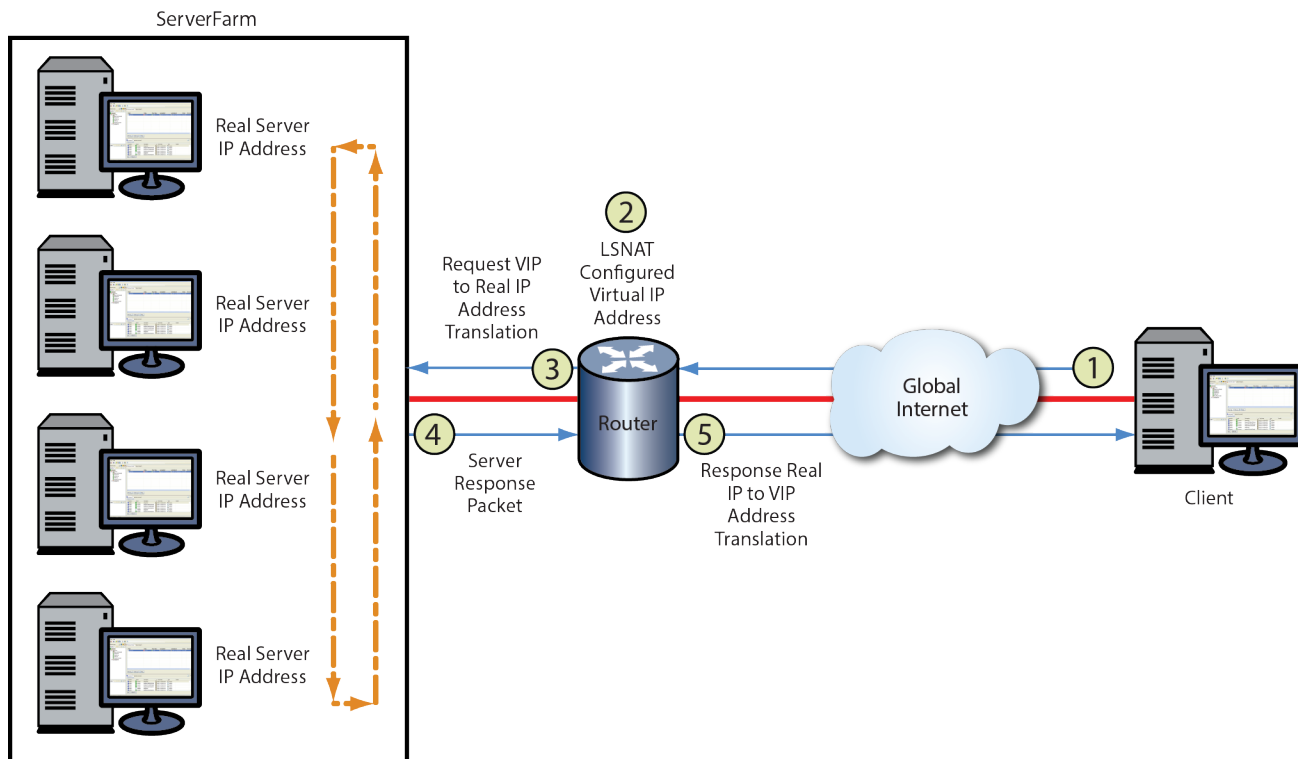 ServerFarm
Real Server
IP Address
Real Server
IP Address
Real Server
IP Address
Real Server
IP Address
Request VIP
to Real IP
Address
Translation
3
4
Server
Response
Packet
2
LSNAT
Configured
Virtual IP
Address
Router
5
Response Real
IP to VIP
Address
Translation
Global
Internet
1
Client